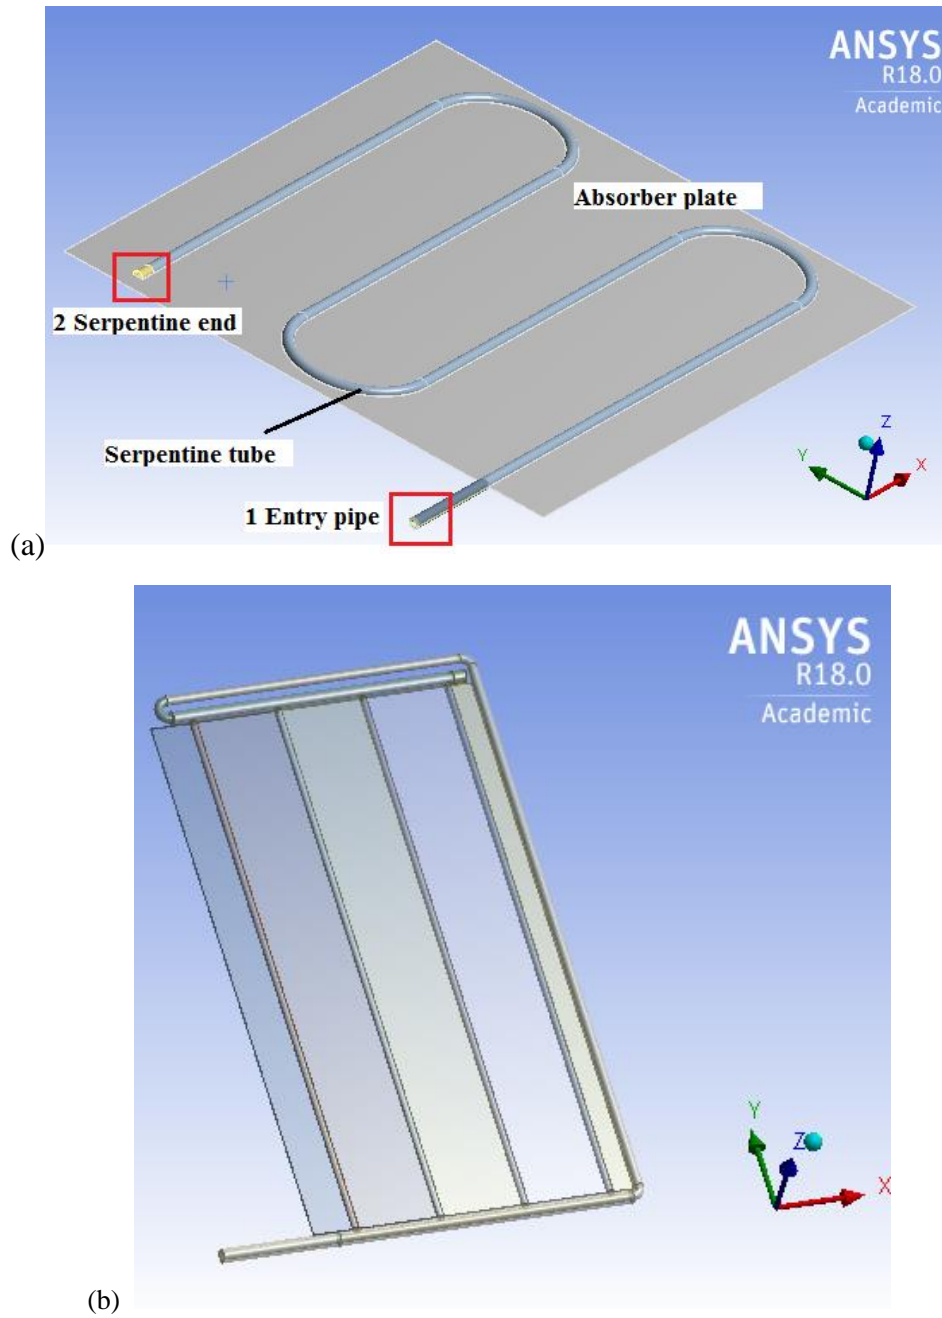 ANSYS
R18.0
Academic
Absorber plate
2 Serpentine end
Serpentine tube
1 Entry pipe
Z
Y
X
(a)
ANSYS
R18.0
Academic
Y
Z
X
(b)